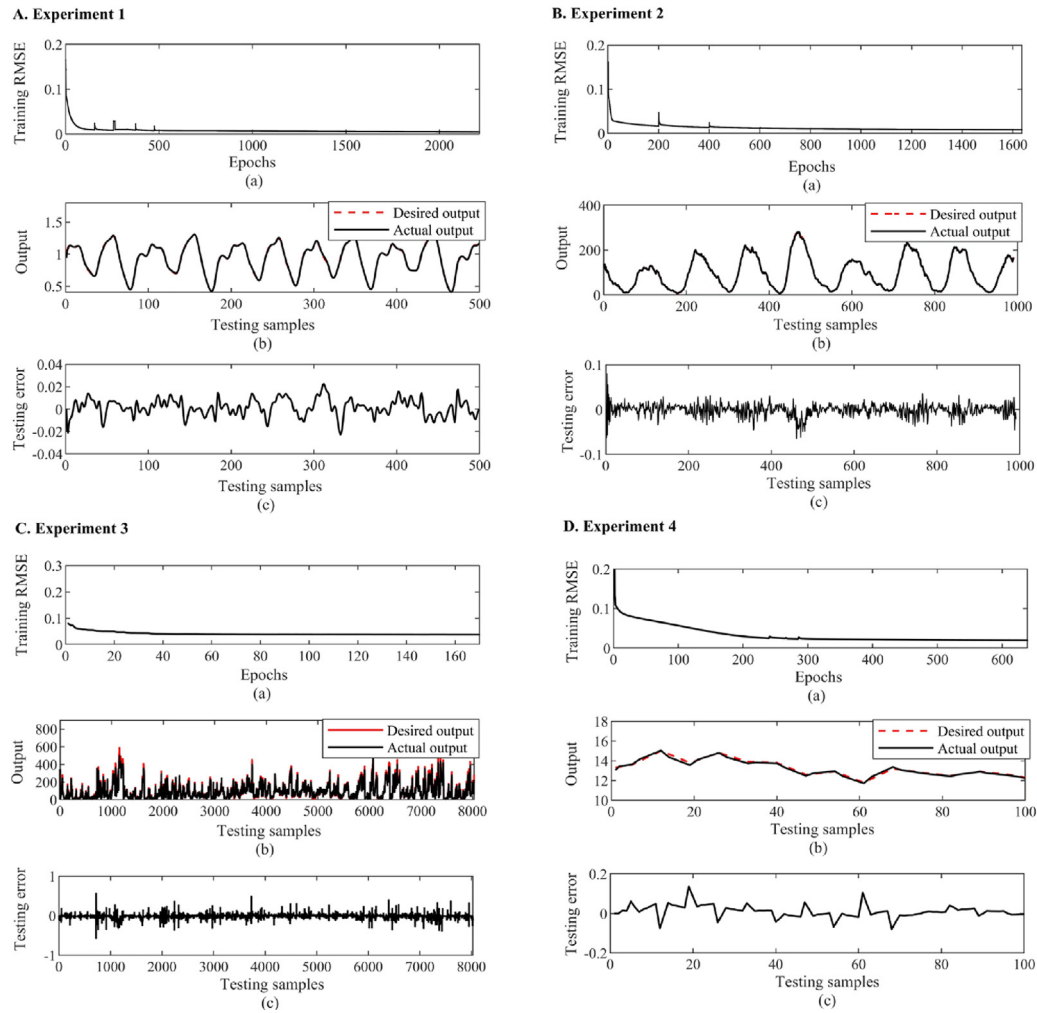 A. Experiment 1
Training RMSE
0.2
0.1
0
0 500 1000 1500 2000
Epochs
(a)
Output
1.5
1.0
0.5
Desired output
Actual output
0 100 200 300 400 500
Testing samples
(b)
Testing error
0.04
0.02
0
-0.02
-0.04
0 100 200 300 400 500
Testing samples
(c)
B. Experiment 2
Training RMSE
0.2
0.1
0
0 200 400 600 800 1000 1200 1400 1600
Epochs
(a)
Output
400
200
0
Desired output
Actual output
0 200 400 600 800 1000
Testing samples
(b)
Testing error
0.1
0
-0.1
0 200 400 600 800 1000
Testing samples
(c)
C. Experiment 3
Training RMSE
0.3
0.2
0.1
0
0 20 40 60 80 100 120 140 160
Epochs
(a)
Output
800
600
400
200
0
Desired output
Actual output
0 1000 2000 3000 4000 5000 6000 7000 8000
Testing samples
(b)
Testing error
1
0
-1
0 1000 2000 3000 4000 5000 6000 7000 8000
Testing samples
(c)
D. Experiment 4
Training RMSE
0.2
0.1
0
0 100 200 300 400 500 600
Epochs
(a)
Output
18
16
14
12
10
Desired output
Actual output
0 20 40 60 80 100
Testing samples
(b)
Testing error
0.2
0
-0.2
0 20 40 60 80 100
Testing samples
(c)